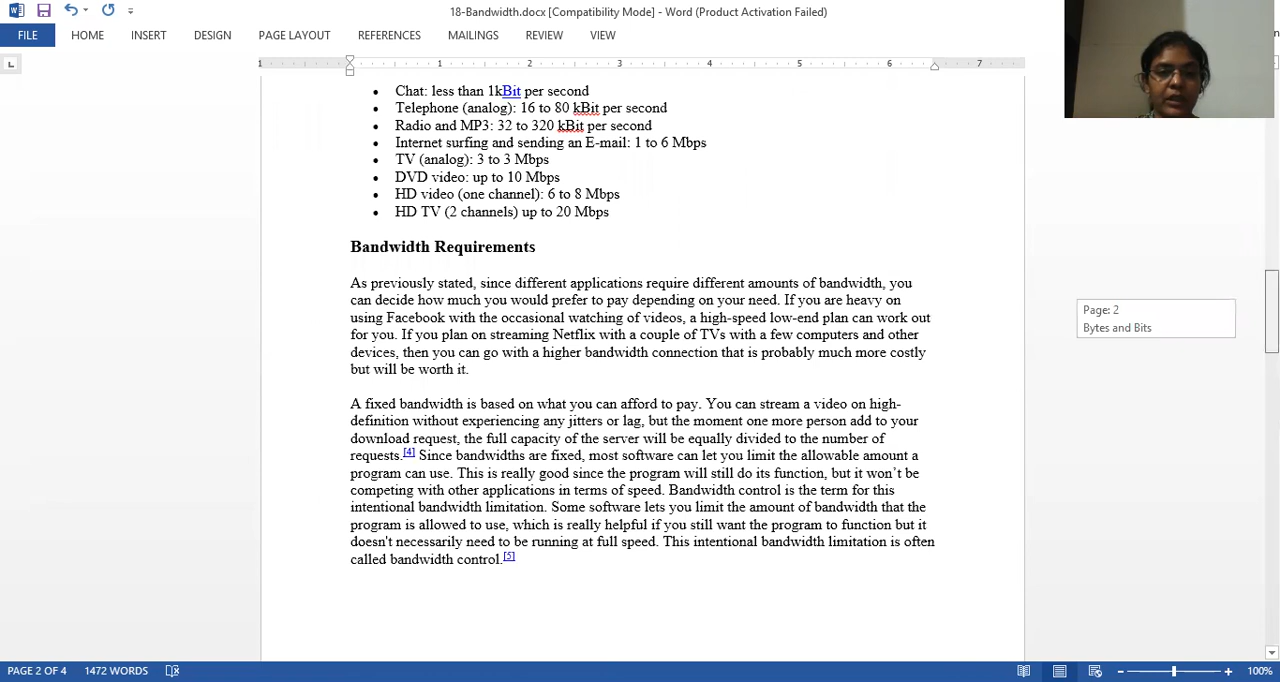 18-Bandwidth.docx [Compatibility Mode] - Word (Product Activation Failed)
FILE HOME INSERT DESIGN PAGE LAYOUT REFERENCES MAILINGS REVIEW VIEW
1 1 2 3 4 5 6 7
• Chat: less than 1kBit per second
• Telephone (analog): 16 to 80 kBit per second
• Radio and MP3: 32 to 320 kBit per second
• Internet surfing and sending an E-mail: 1 to 6 Mbps
• TV (analog): 3 to 3 Mbps
• DVD video: up to 10 Mbps
• HD video (one channel): 6 to 8 Mbps
• HD TV (2 channels) up to 20 Mbps
Bandwidth Requirements
As previously stated, since different applications require different amounts of bandwidth, you
can decide how much you would prefer to pay depending on your need. If you are heavy on
using Facebook with the occasional watching of videos, a high-speed low-end plan can work out
for you. If you plan on streaming Netflix with a couple of TVs with a few computers and other
devices, then you can go with a higher bandwidth connection that is probably much more costly
but will be worth it.
A fixed bandwidth is based on what you can afford to pay. You can stream a video on high-
definition without experiencing any jitters or lag, but the moment one more person add to your
download request, the full capacity of the server will be equally divided to the number of
requests.[4] Since bandwidths are fixed, most software can let you limit the allowable amount a
program can use. This is really good since the program will still do its function, but it won't be
competing with other applications in terms of speed. Bandwidth control is the term for this
intentional bandwidth limitation. Some software lets you limit the amount of bandwidth that the
program is allowed to use, which is really helpful if you still want the program to function but it
doesn't necessarily need to be running at full speed. This intentional bandwidth limitation is often
called bandwidth control.[5]
Page: 2
Bytes and Bits
PAGE 2 OF 4 1472 WORDS 100%